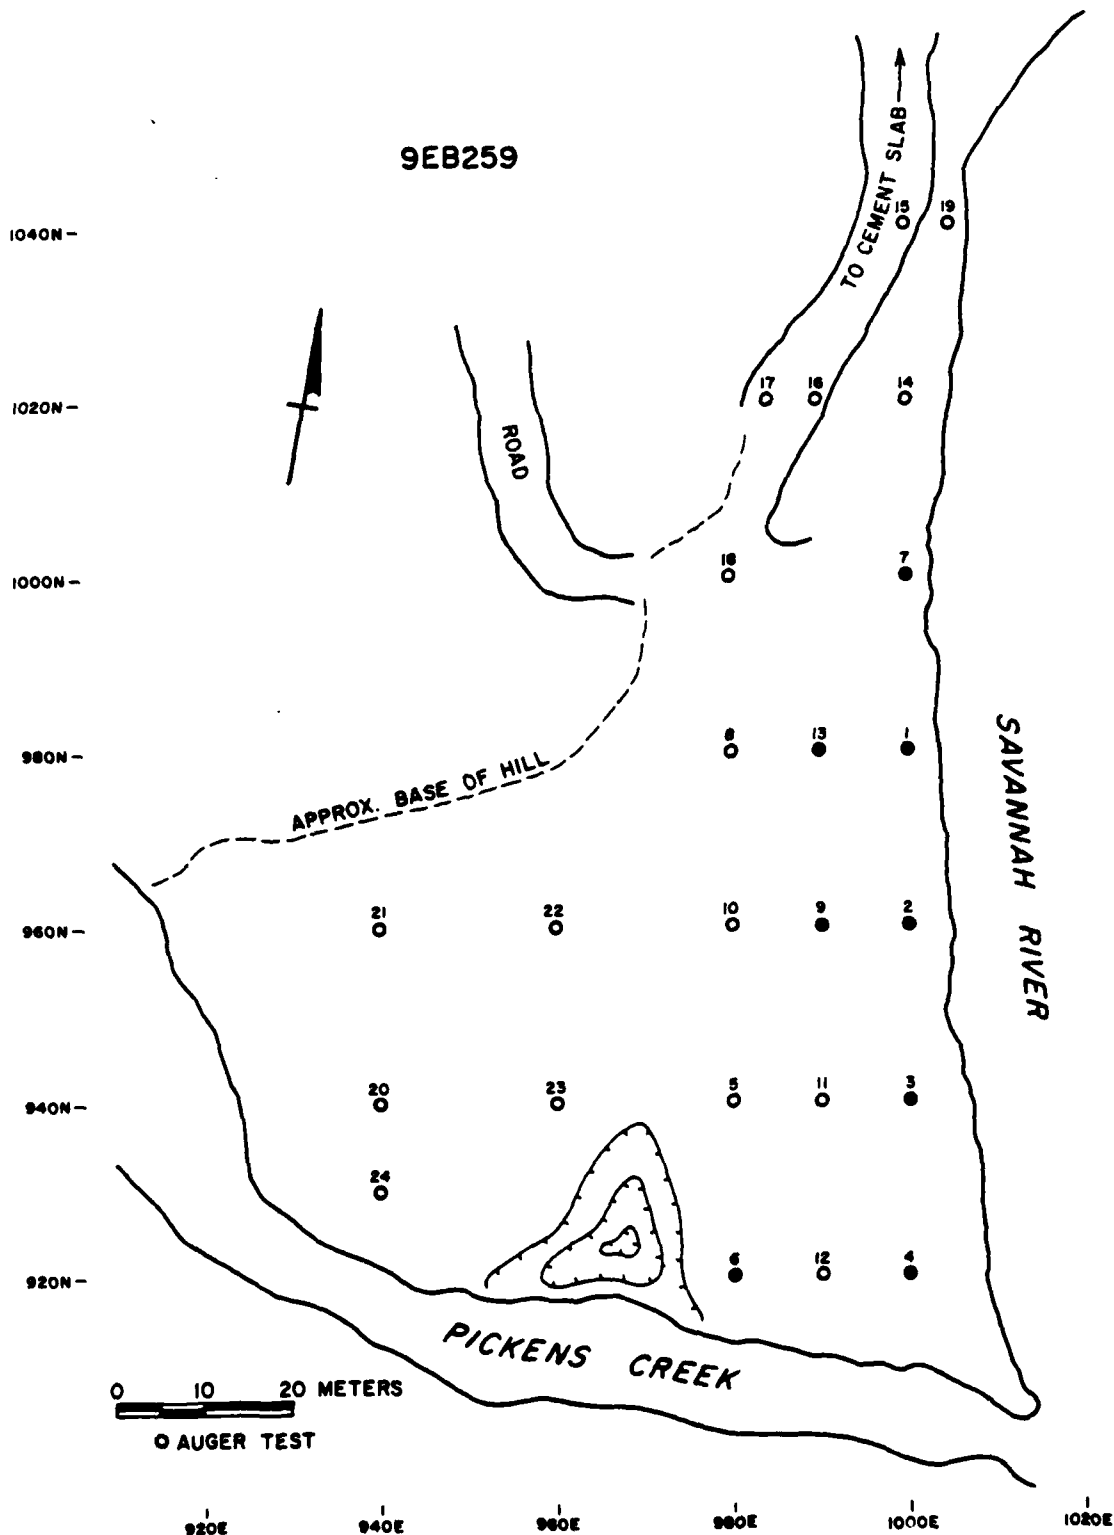 9EB259
TO CEMENT SLAB
15
19
1040N
17
16
14
1020N
ROAD
18
7
1000N
8
13
1
980N
APPROX. BASE OF HILL
SAVANNAH RIVER
21
22
10
9
2
960N
20
23
5
11
3
940N
24
6
12
4
920N
PICKENS CREEK
0 10 20 METERS
AUGER TEST
920E
940E
960E
980E
1000E
1020E